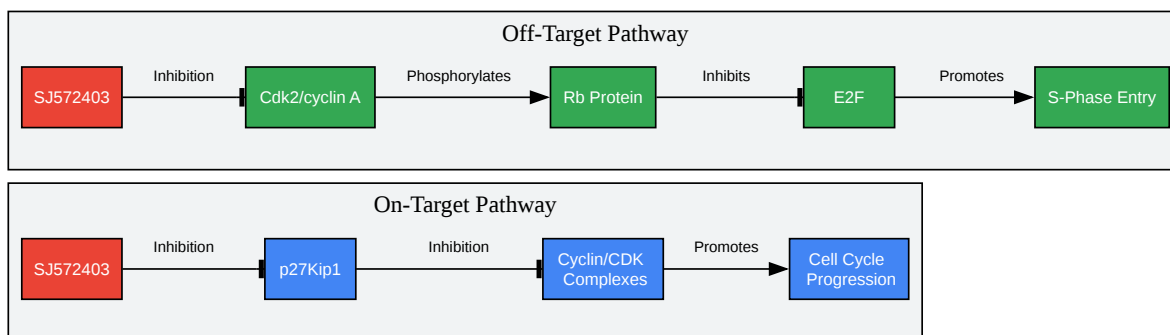 Off-Target Pathway
Inhibition
Phosphorylates
Inhibits
Promotes
SJ572403
Cdk2/cyclin A
Rb Protein
E2F
S-Phase Entry
On-Target Pathway
Inhibition
Inhibition
Promotes
SJ572403
p27Kip1
Cyclin/CDK
Complexes
Cell Cycle
Progression